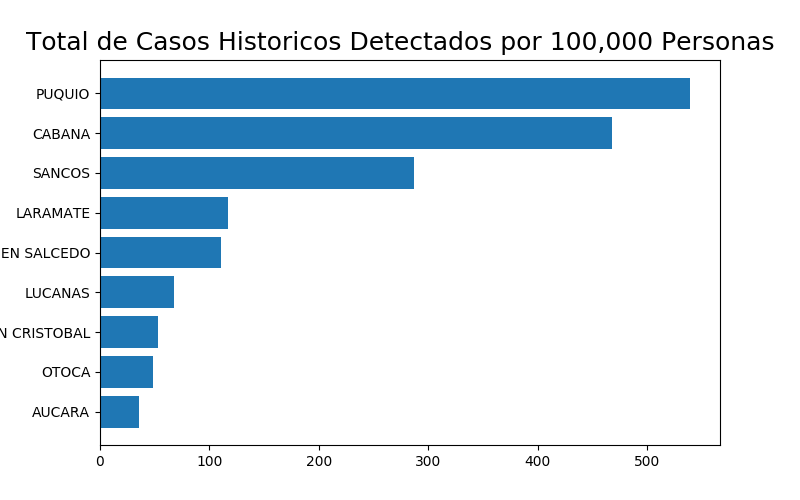 Total de Casos Historicos Detectados por 100,000 Personas
PUQUIO
CABANA
SANCOS
LARAMATE
EN SALCEDO
LUCANAS
N CRISTOBAL
OTOCA
AUCARA
0 100 200 300 400 500